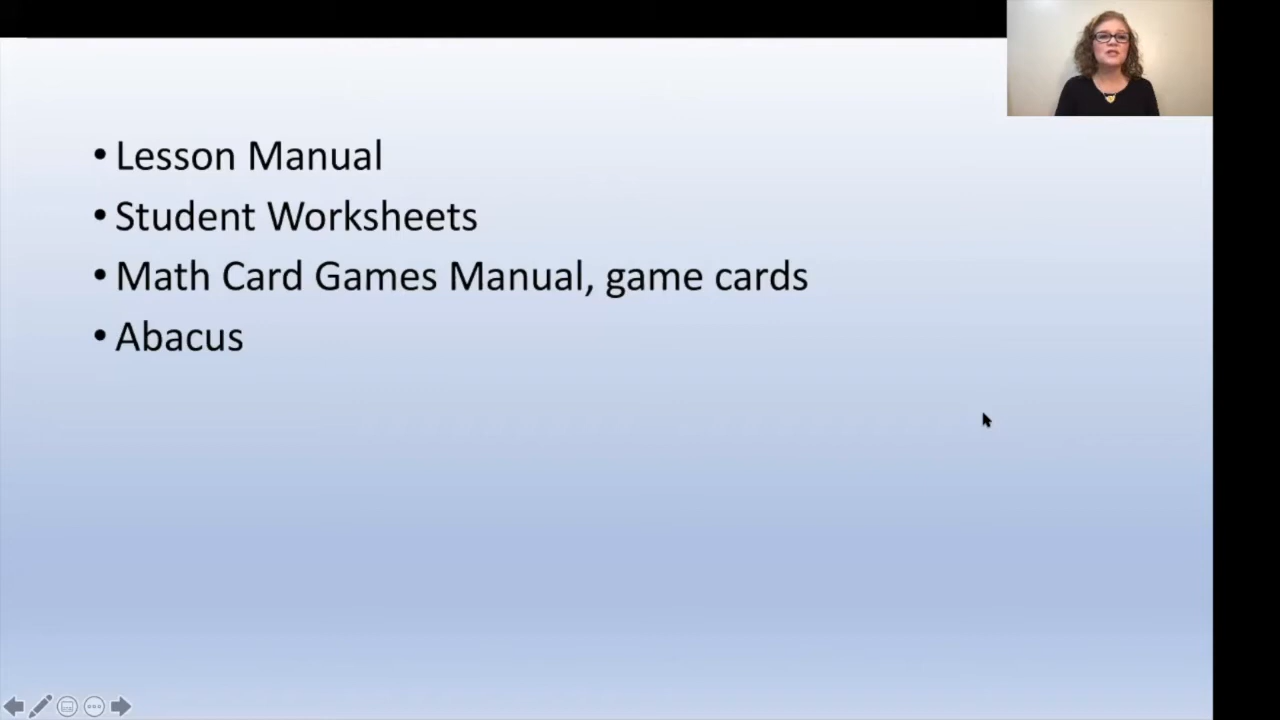 • Lesson Manual
• Student Worksheets
• Math Card Games Manual, game cards
• Abacus